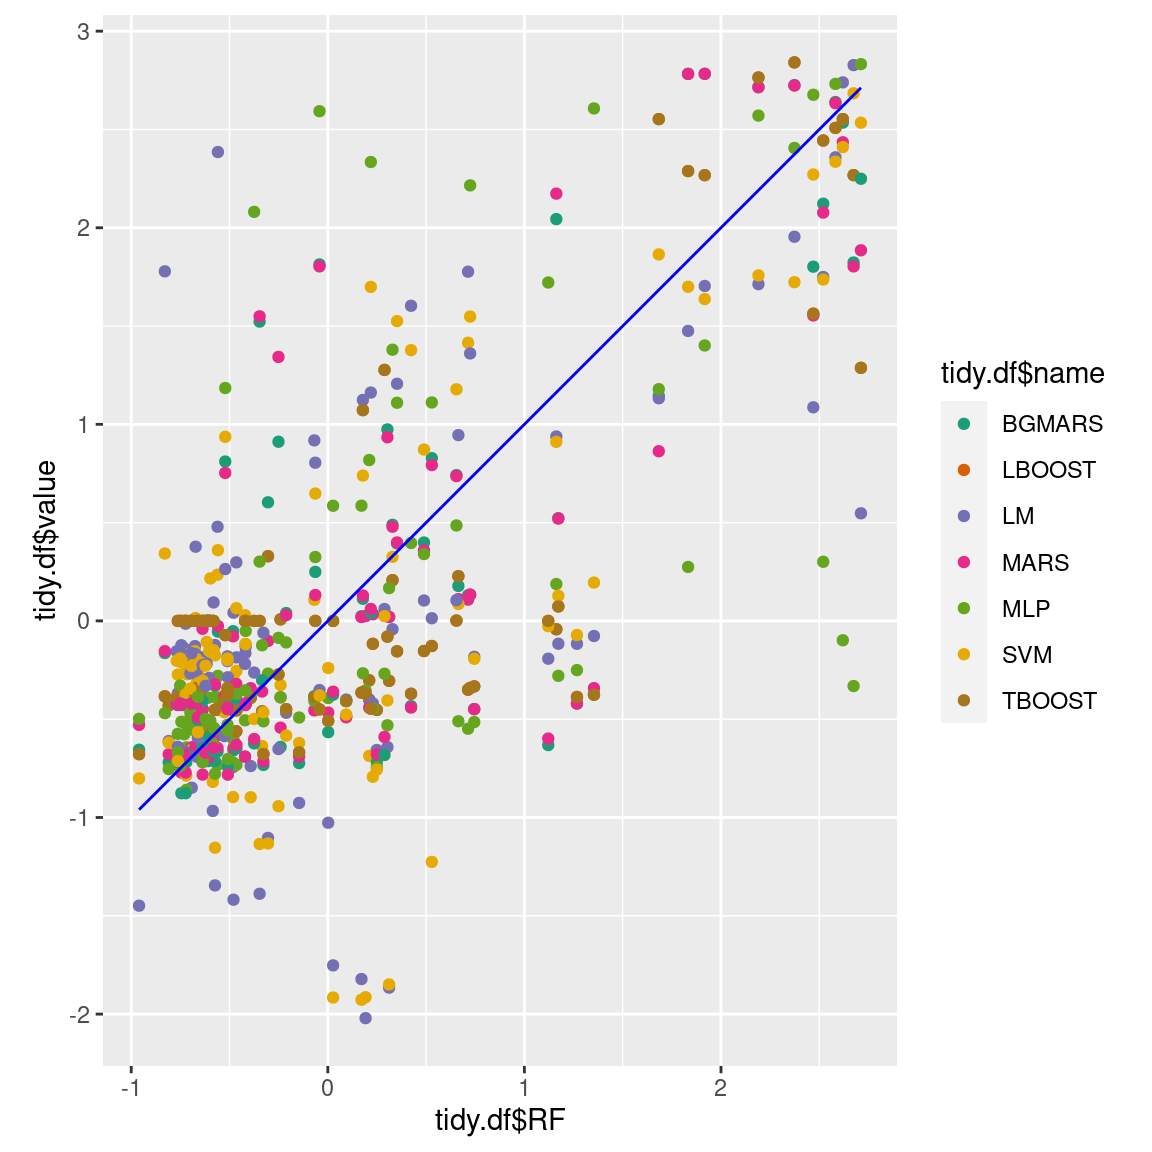 3
2
1
0
-1
-2
-1
0
1
2
tidy.df$RF
tidy.df$value
tidy.df$name
BGMARS
LBOOST
LM
MARS
MLP
SVM
TBOOST